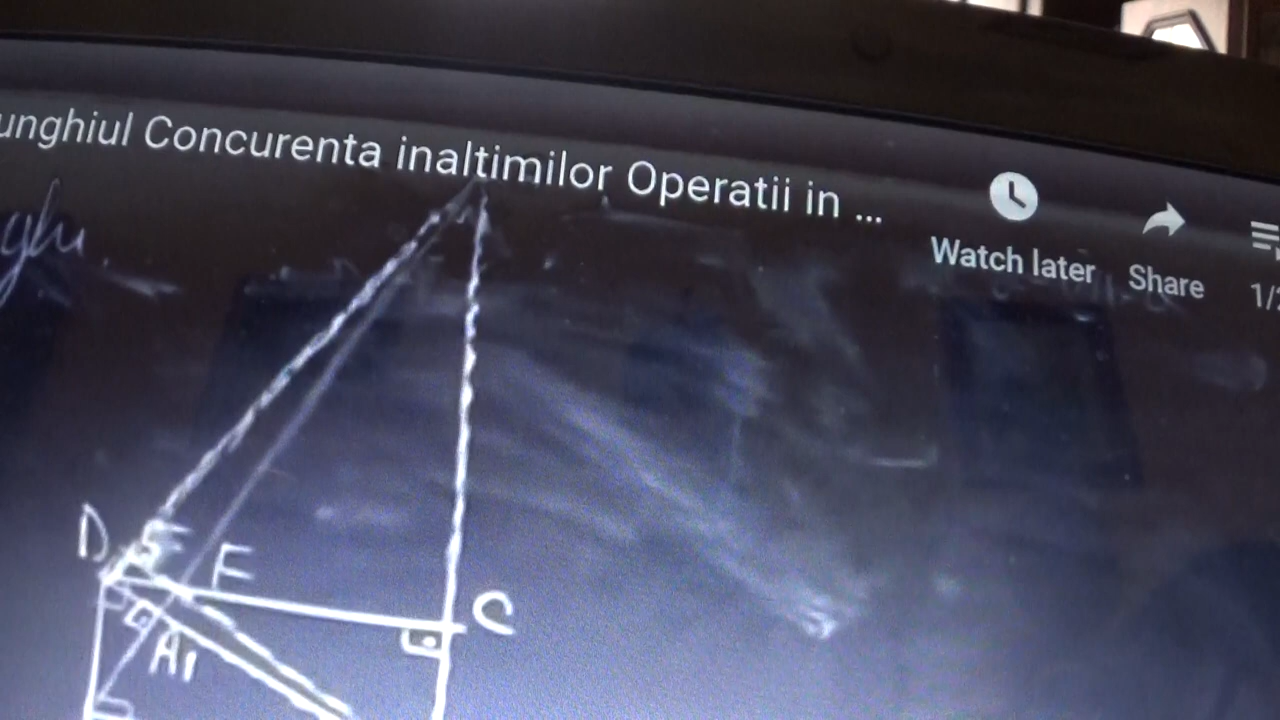 unghiul Concurenta inaltimilor Operatii in ...
Watch later
Share
D
E
F
C
A1